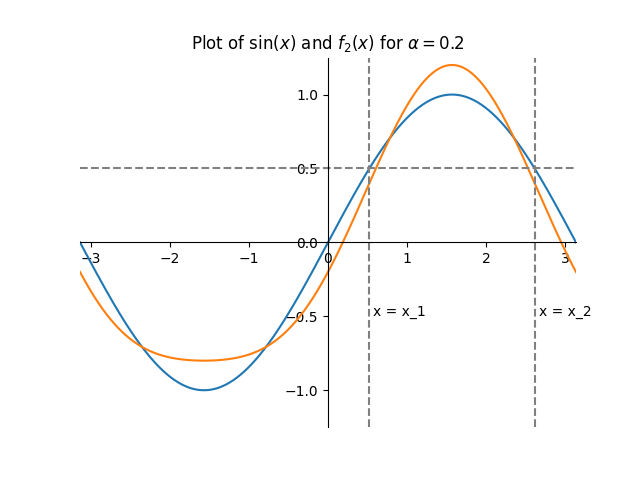 Plot of sin(x) and f₂(x) for α = 0.2
1.0
0.5
0.0
−3 −2 −1 0 1 2 3
−0.5
x = x_1 x = x_2
−1.0